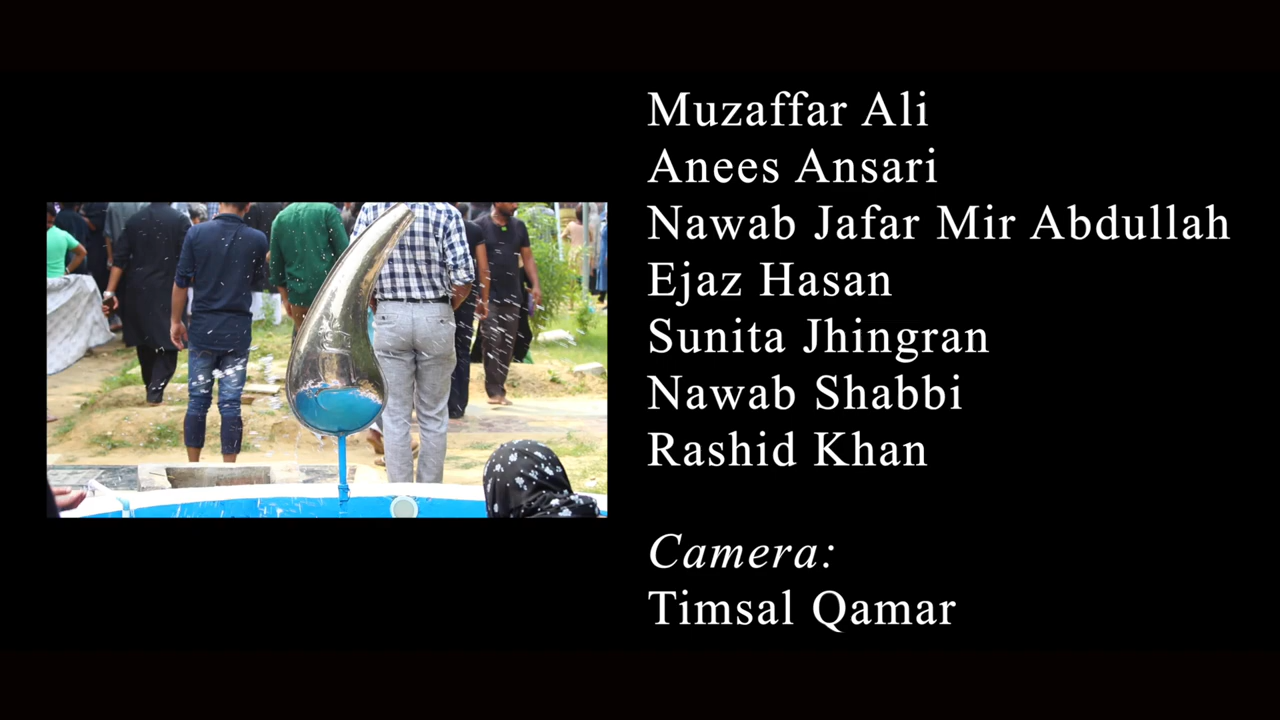 Muzaffar Ali
Anees Ansari
Nawab Jafar Mir Abdullah
Ejaz Hasan
Sunita Jhingran
Nawab Shabbi
Rashid Khan
Camera:
Timsal Qamar